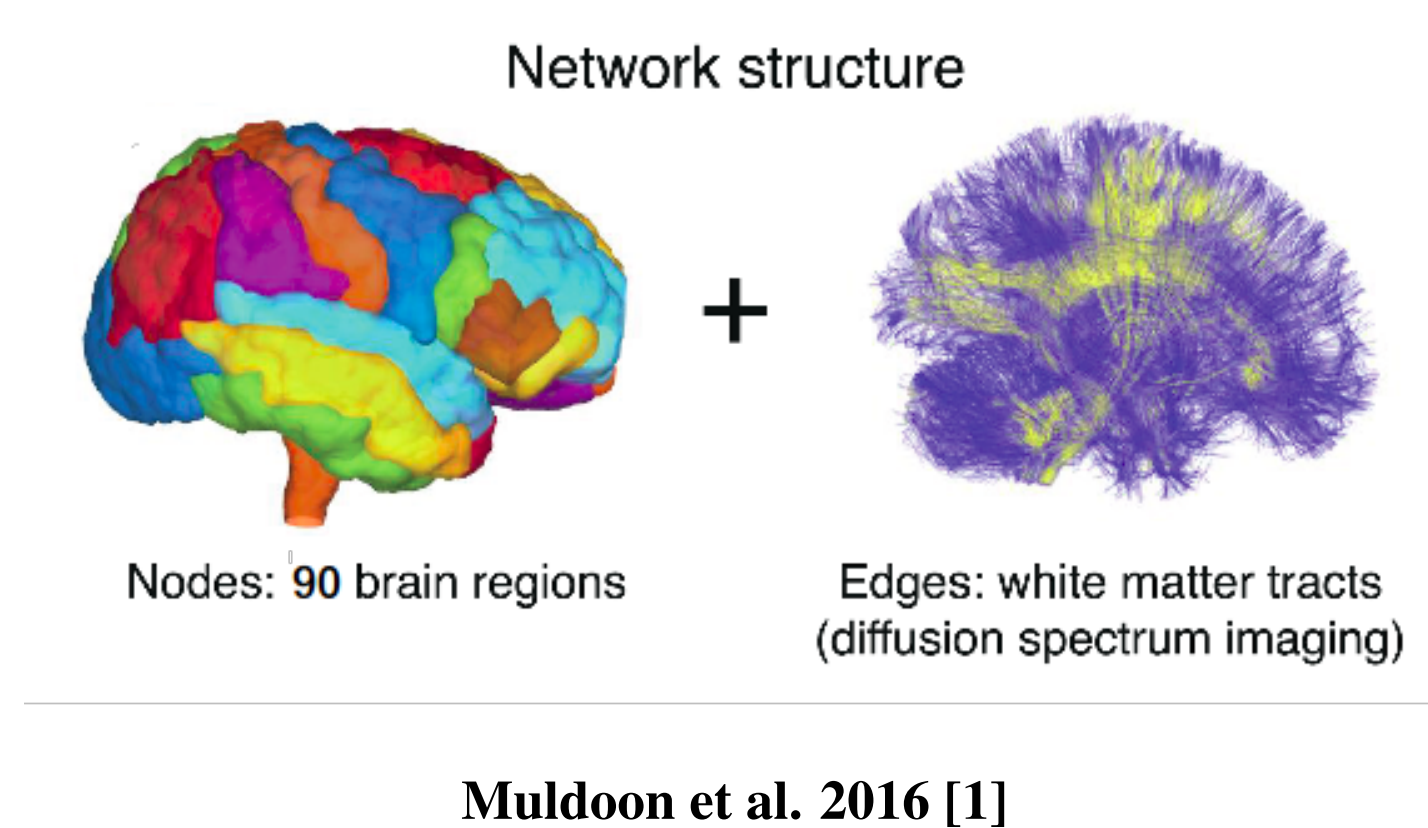 Network structure
+
Nodes: 90 brain regions
Edges: white matter tracts
(diffusion spectrum imaging)
Muldoon et al. 2016 [1]